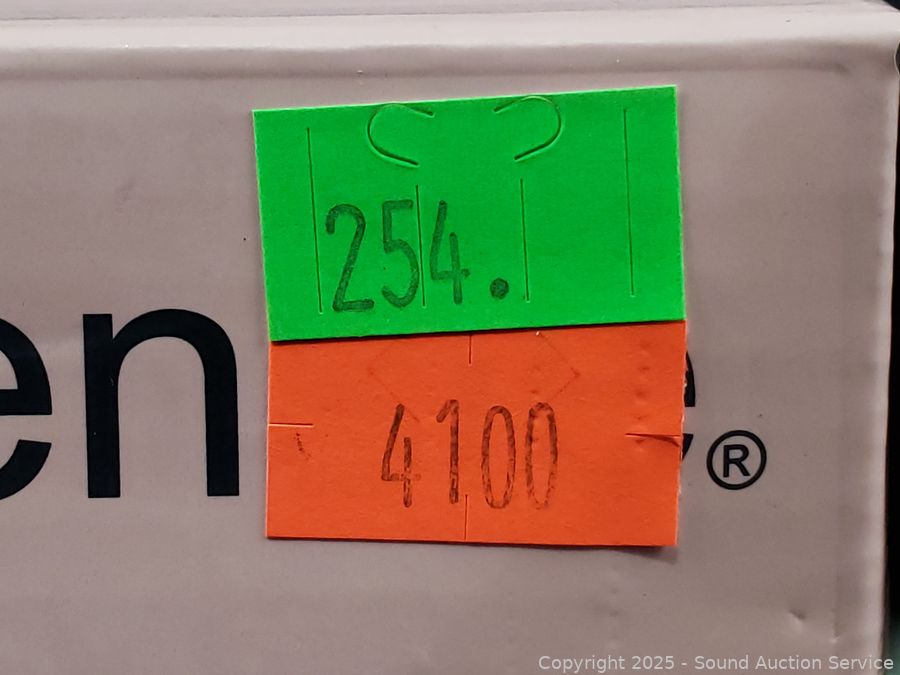 254.
4100
en
®
Copyright 2025 - Sound Auction Service